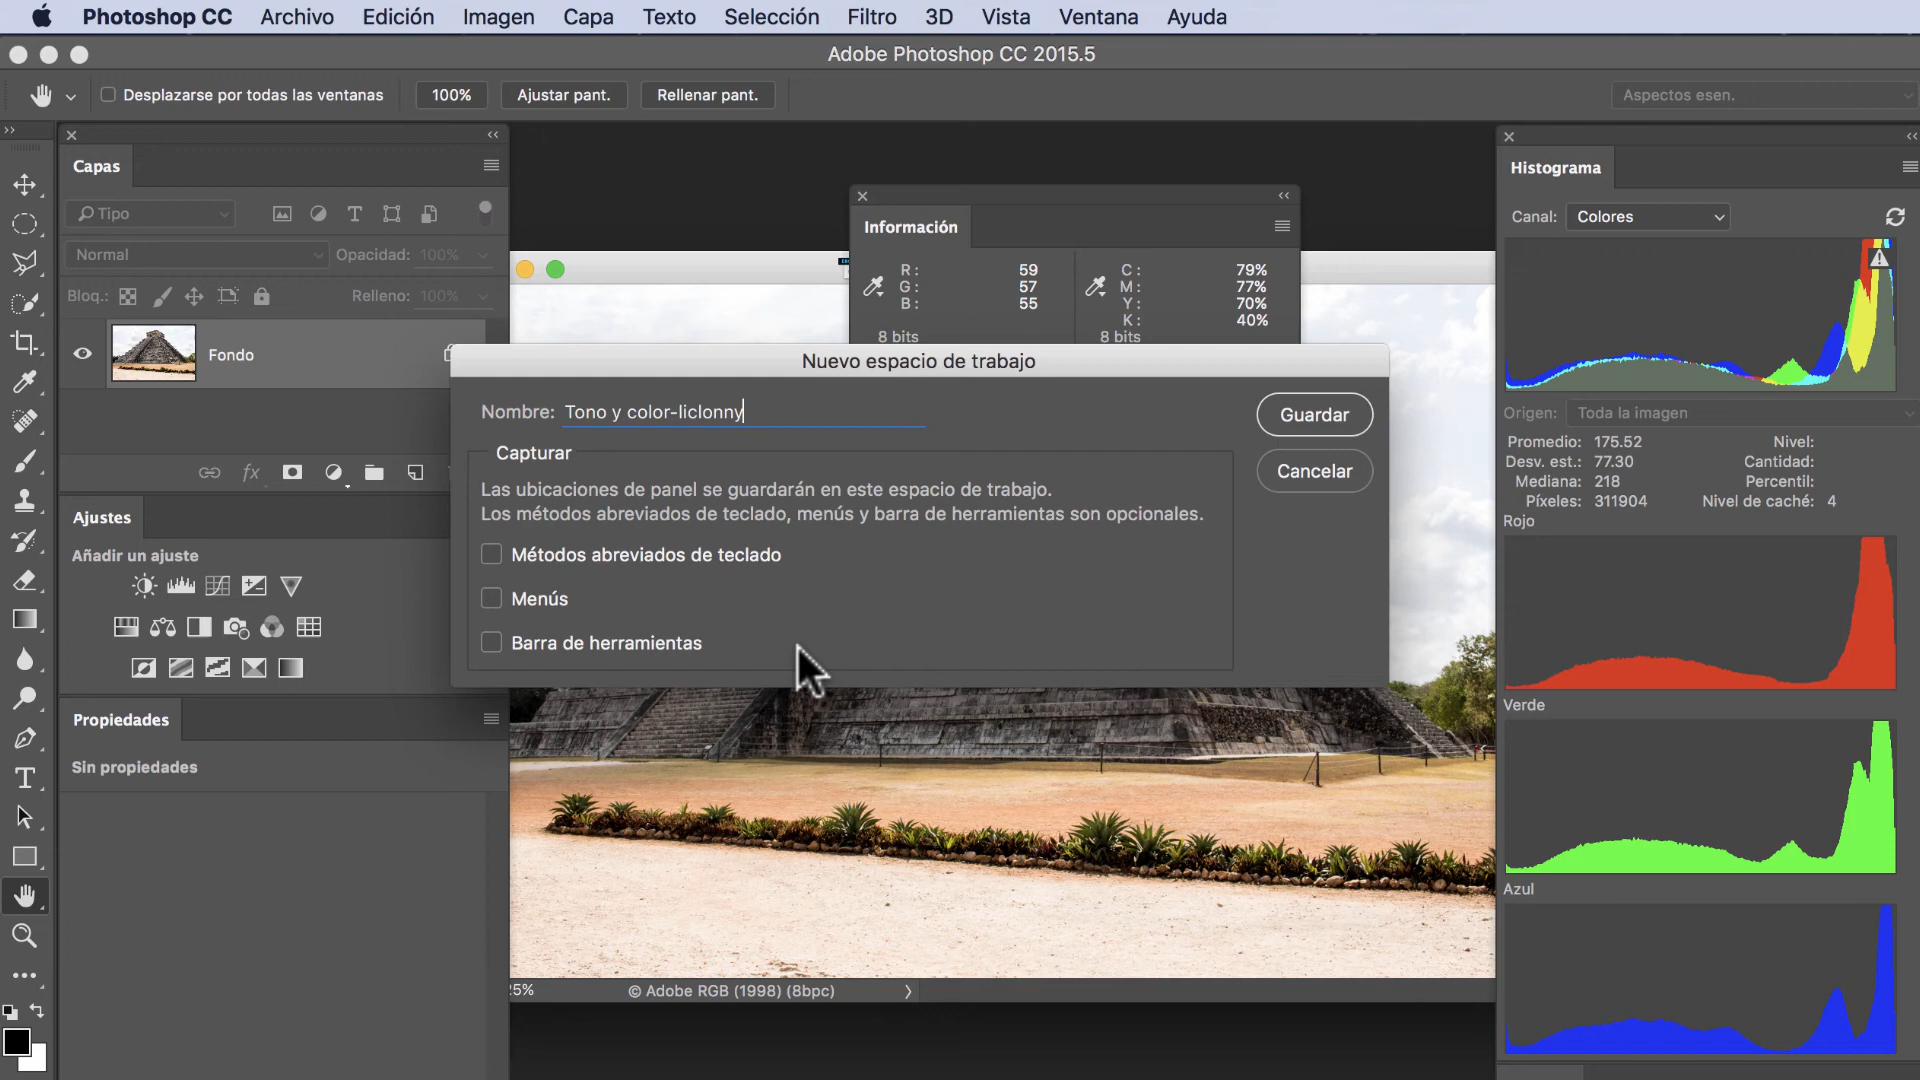 Photoshop CC Archivo Edición Imagen Capa Texto Selección Filtro 3D Vista Ventana Ayuda
Adobe Photoshop CC 2015.5
Desplazarse por todas las ventanas 100% Ajustar pant. Rellenar pant. Aspectos esen.
Capas
Tipo
Normal Opacidad: 100%
Bloq.: Relleno: 100%
Fondo
fx
Ajustes
Añadir un ajuste
Propiedades
Sin propiedades
Información
R: 59 C: 79%
G: 57 M: 77%
B: 55 Y: 70%
K: 40%
8 bits 8 bits
Nuevo espacio de trabajo
Nombre: Tono y color-liclonny
Guardar
Cancelar
Capturar
Las ubicaciones de panel se guardarán en este espacio de trabajo.
Los métodos abreviados de teclado, menús y barra de herramientas son opcionales.
Métodos abreviados de teclado
Menús
Barra de herramientas
5% © Adobe RGB (1998) (8bpc)
Histograma
Canal: Colores
Origen: Toda la imagen
Promedio: 175.52 Nivel:
Desv. est.: 77.30 Cantidad:
Mediana: 218 Percentil:
Píxeles: 311904 Nivel de caché: 4
Rojo
Verde
Azul